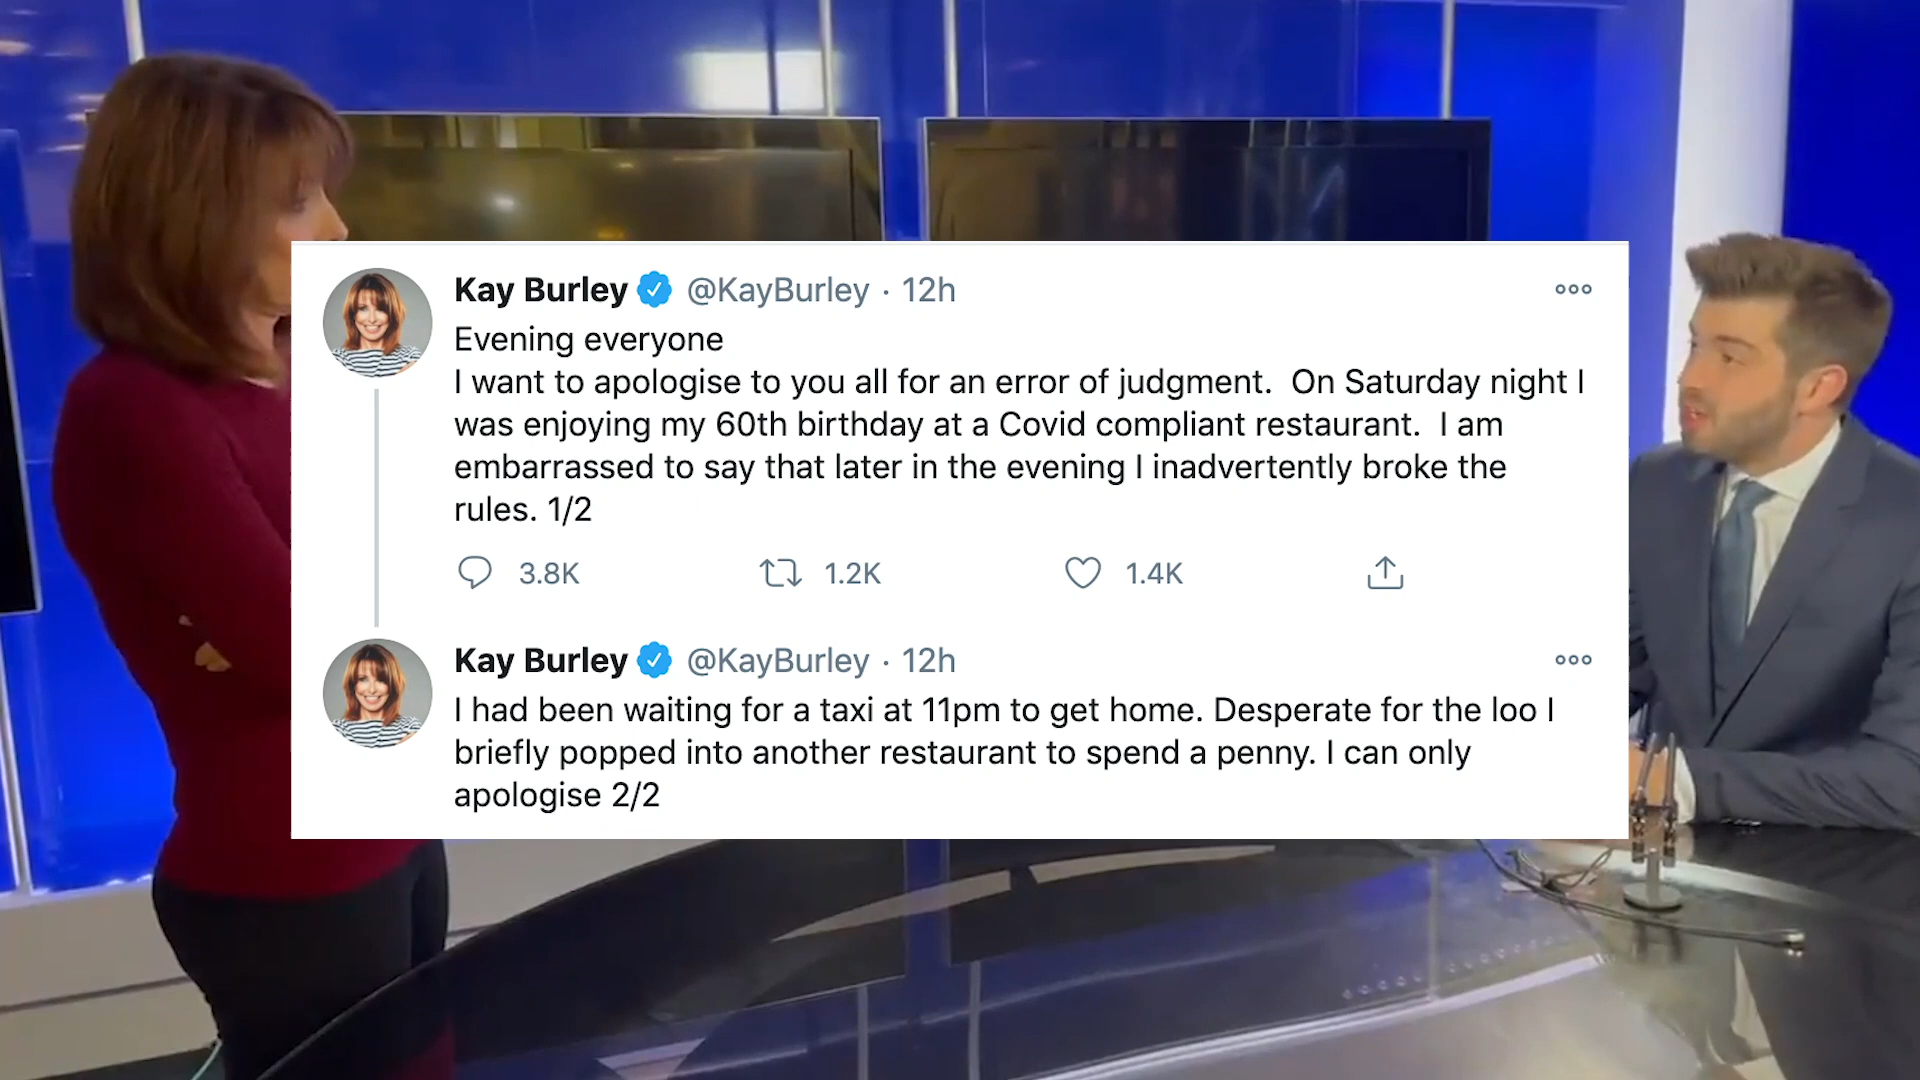 Kay Burley @KayBurley · 12h
Evening everyone
I want to apologise to you all for an error of judgment.  On Saturday night I
was enjoying my 60th birthday at a Covid compliant restaurant.  I am
embarrassed to say that later in the evening I inadvertently broke the
rules. 1/2
3.8K 1.2K 1.4K
Kay Burley @KayBurley · 12h
I had been waiting for a taxi at 11pm to get home. Desperate for the loo I
briefly popped into another restaurant to spend a penny. I can only
apologise 2/2